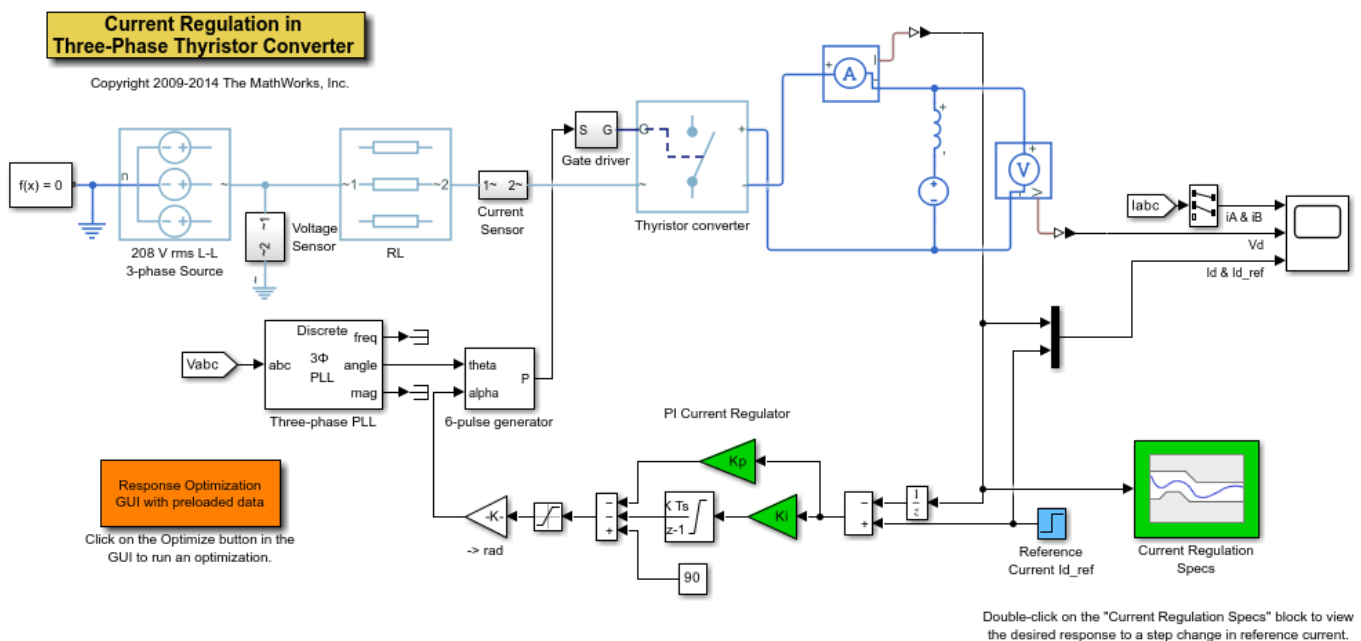 Current Regulation in
Three-Phase Thyristor Converter
Copyright 2009-2014 The MathWorks, Inc.
f(x) = 0
n
~
208 V rms L-L
3-phase Source
~1
~2
~
Voltage
Sensor
~1
~2
RL
1~ 2~
Current
Sensor
S G
Gate driver
G
~
+
-
Thyristor converter
+
A
I
-
+
-
+
-
+
V
V
-
Iabc
iA & iB
Vd
Id & Id_ref
Vabc
Discrete
abc
3Φ
PLL
freq
angle
mag
Three-phase PLL
theta
alpha
P
6-pulse generator
PI Current Regulator
Kp
Ki
K Ts
z-1
-K-
-> rad
−
−
+
90
−
+
1
z
Reference
Current Id_ref
Current Regulation
Specs
Response Optimization
GUI with preloaded data
Click on the Optimize button in the
GUI to run an optimization.
Double-click on the "Current Regulation Specs" block to view
the desired response to a step change in reference current.